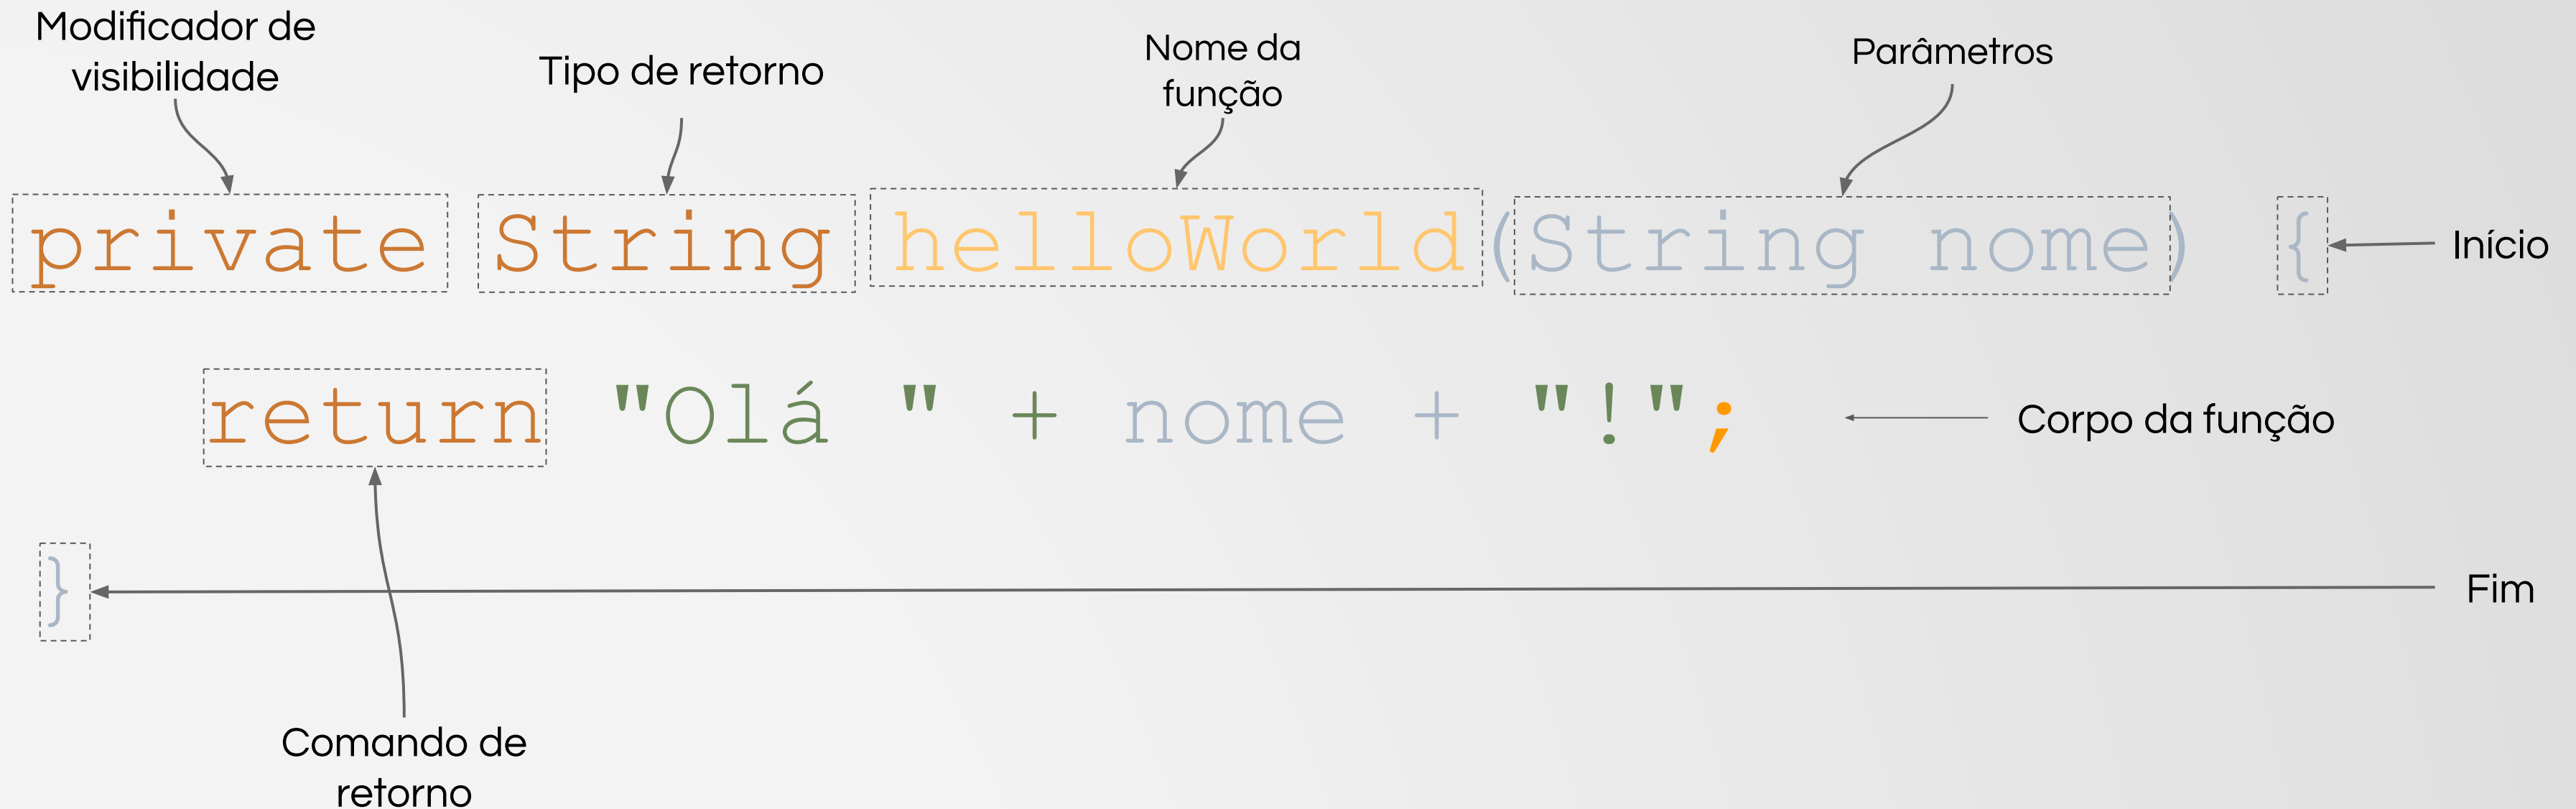 Modificador de
visibilidade
Tipo de retorno
Nome da
função
Parâmetros
private String helloWorld(String nome) {
Início
return "Olá " + nome + "!";
Corpo da função
}
Fim
Comando de
retorno